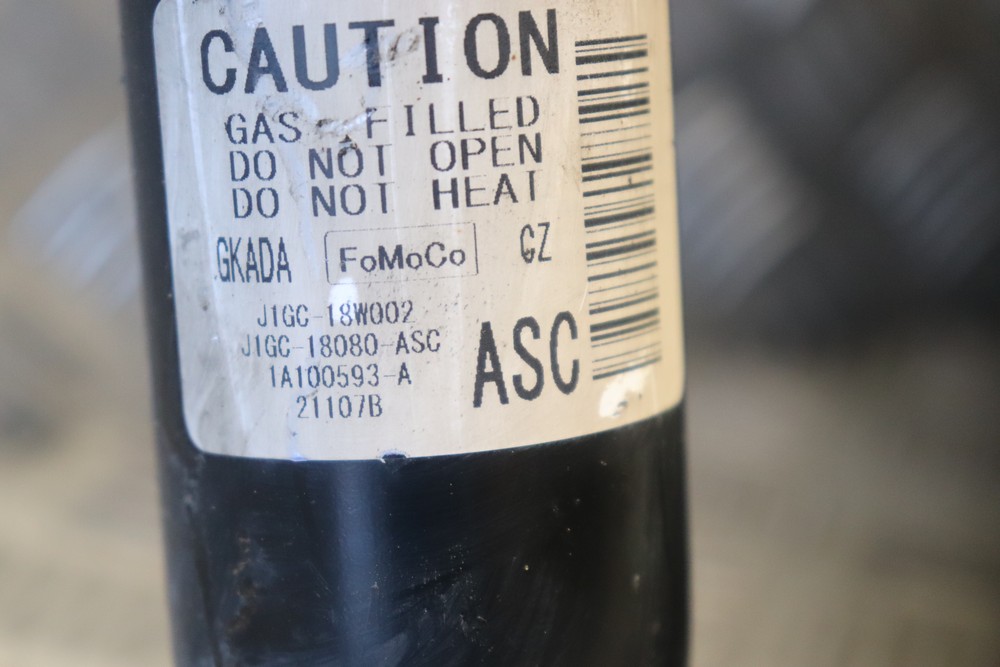 CAUTION
GAS - FILLED
DO NOT OPEN
DO NOT HEAT
GKADA FoMoCo CZ
J1GC-18W002
J1GC-18080-ASC
1A100593-A
21107B
ASC